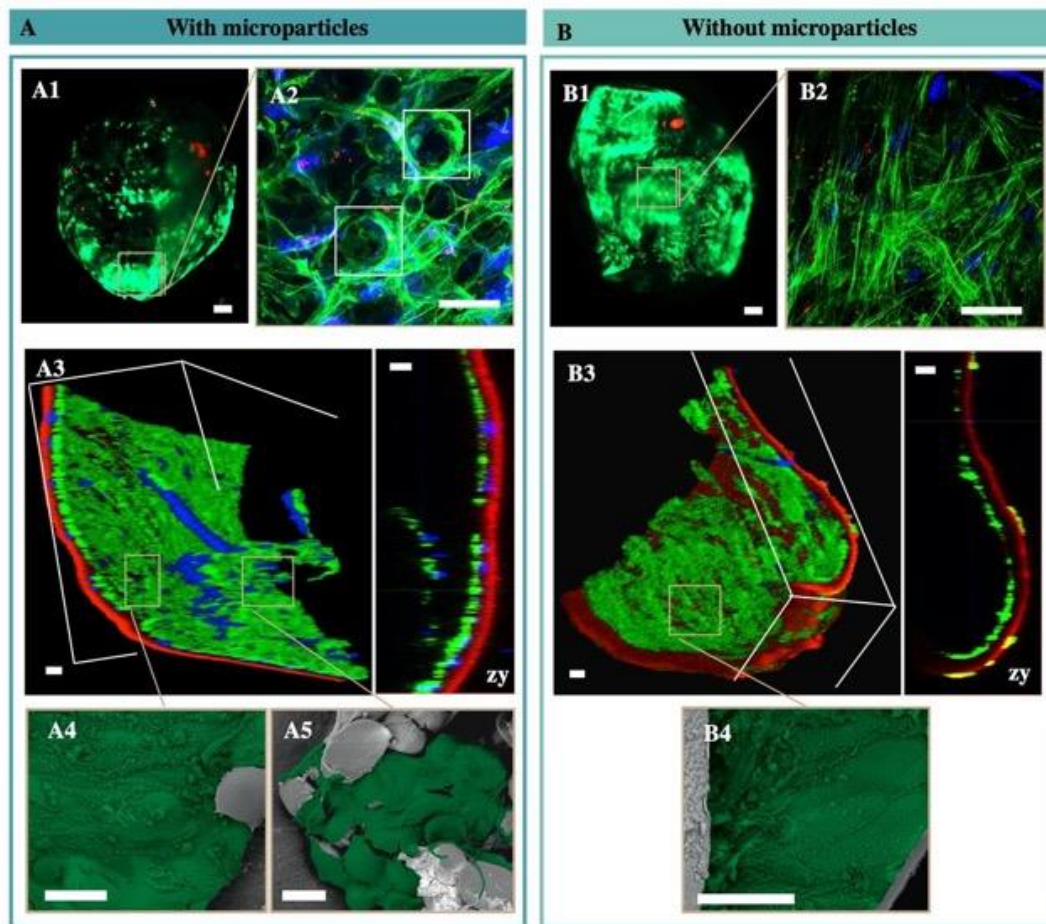 A With microparticles
B Without microparticles
A1
A2
B1
B2
A3
zy
B3
zy
A4
A5
B4